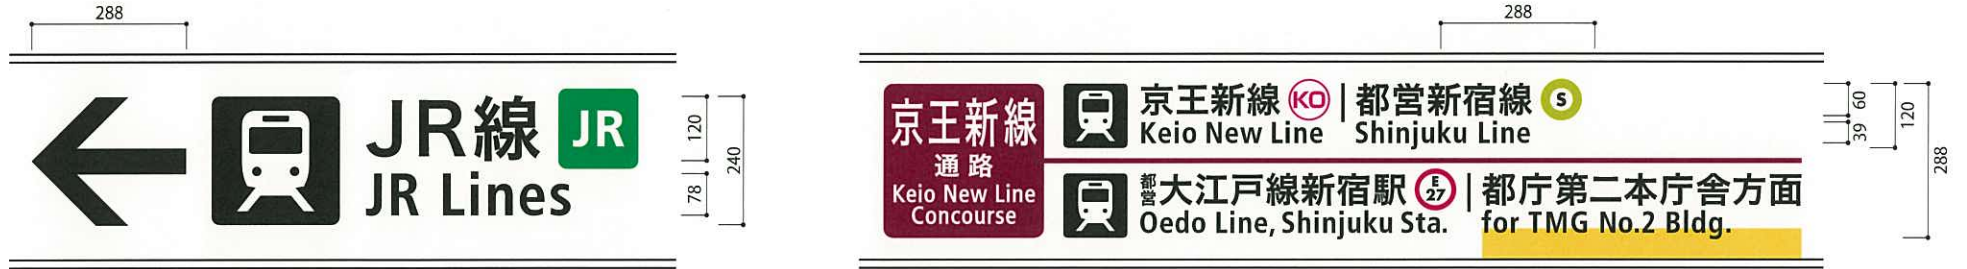 288
JR線 JR
JR Lines
120
78
240
288
京王新線
通路
Keio New Line
Concourse
京王新線 KO | 都営新宿線 S
Keio New Line | Shinjuku Line
都営大江戸線新宿駅 E 27 | 都庁第二本庁舎方面
Oedo Line, Shinjuku Sta. | for TMG No.2 Bldg.
60
39
120
288